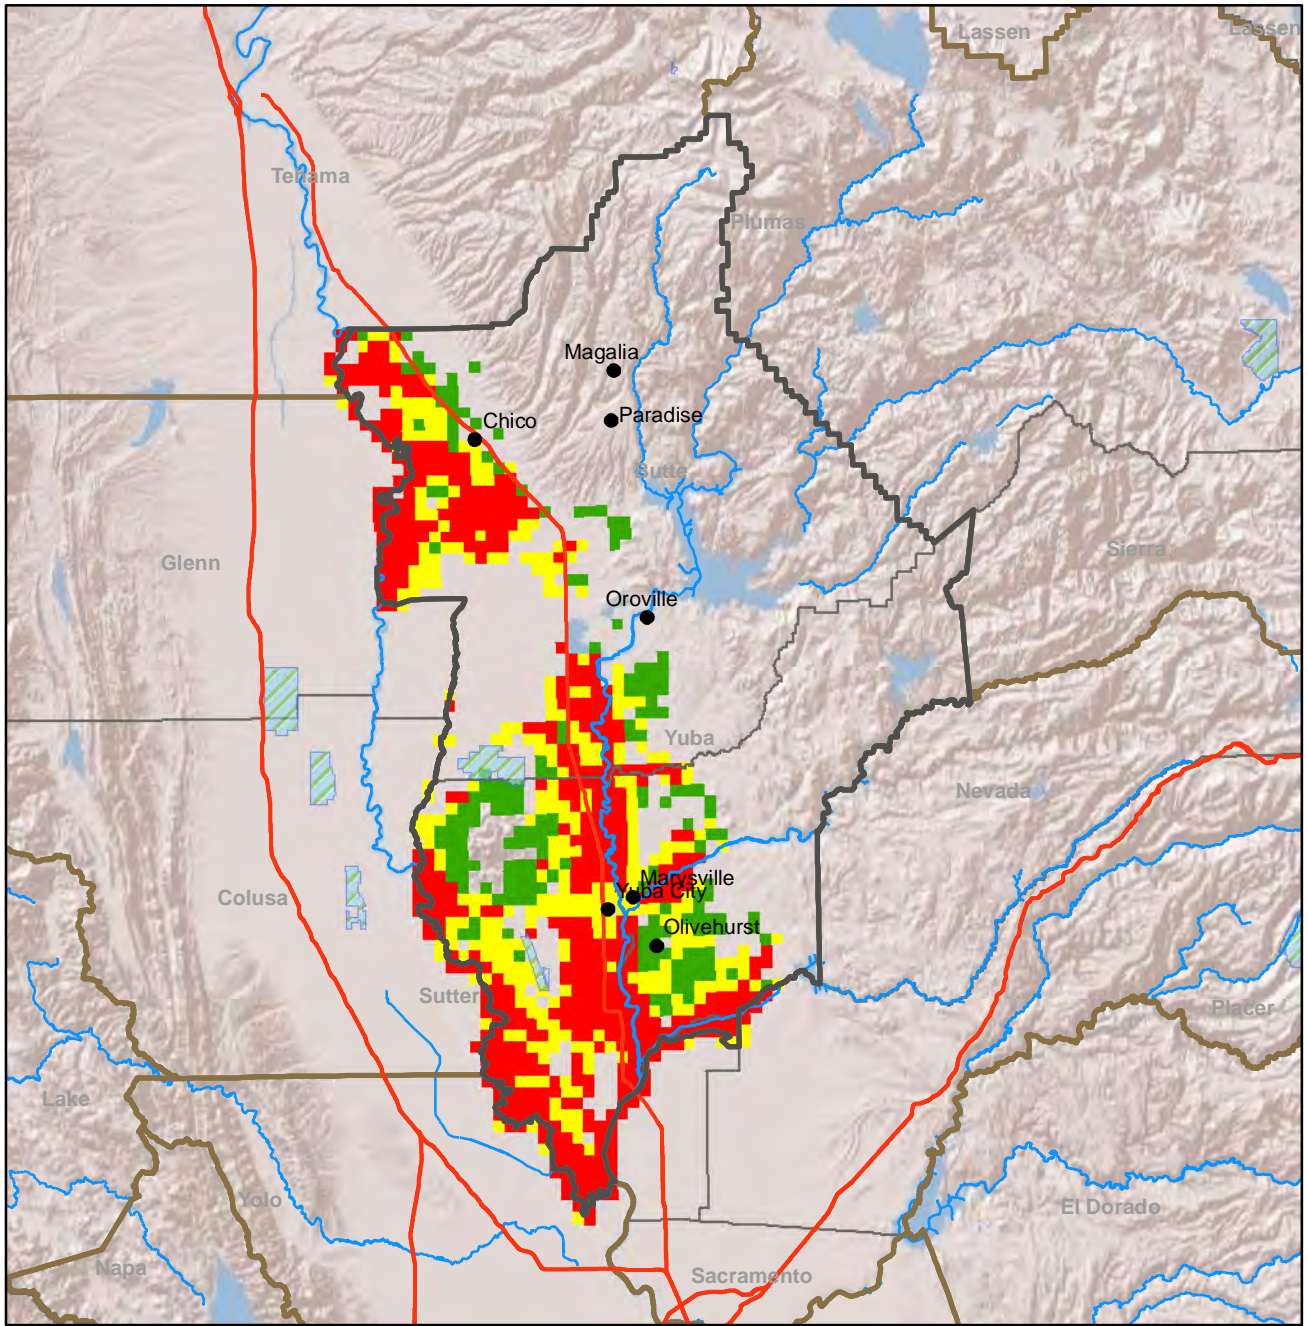 Lassen
Lassen
Tehama
Plumas
Magalia
Chico
Paradise
Butte
Glenn
Sierra
Oroville
Yuba
Nevada
Marysville
Yuba City
Colusa
Olivehurst
Sutter
Placer
Lake
Yolo
El Dorado
Napa
Sacramento